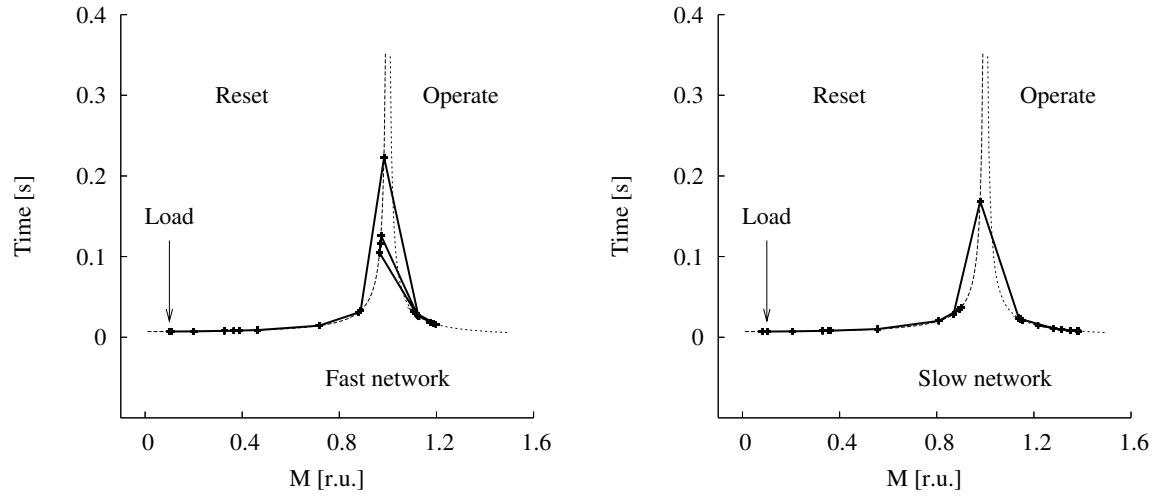 0.4
0.3
0.2
0.1
0
Time [s]
Reset
Operate
Load
Fast network
0 0.4 0.8 1.2 1.6
M [r.u.]
0.4
0.3
0.2
0.1
0
Time [s]
Reset
Operate
Load
Slow network
0 0.4 0.8 1.2 1.6
M [r.u.]